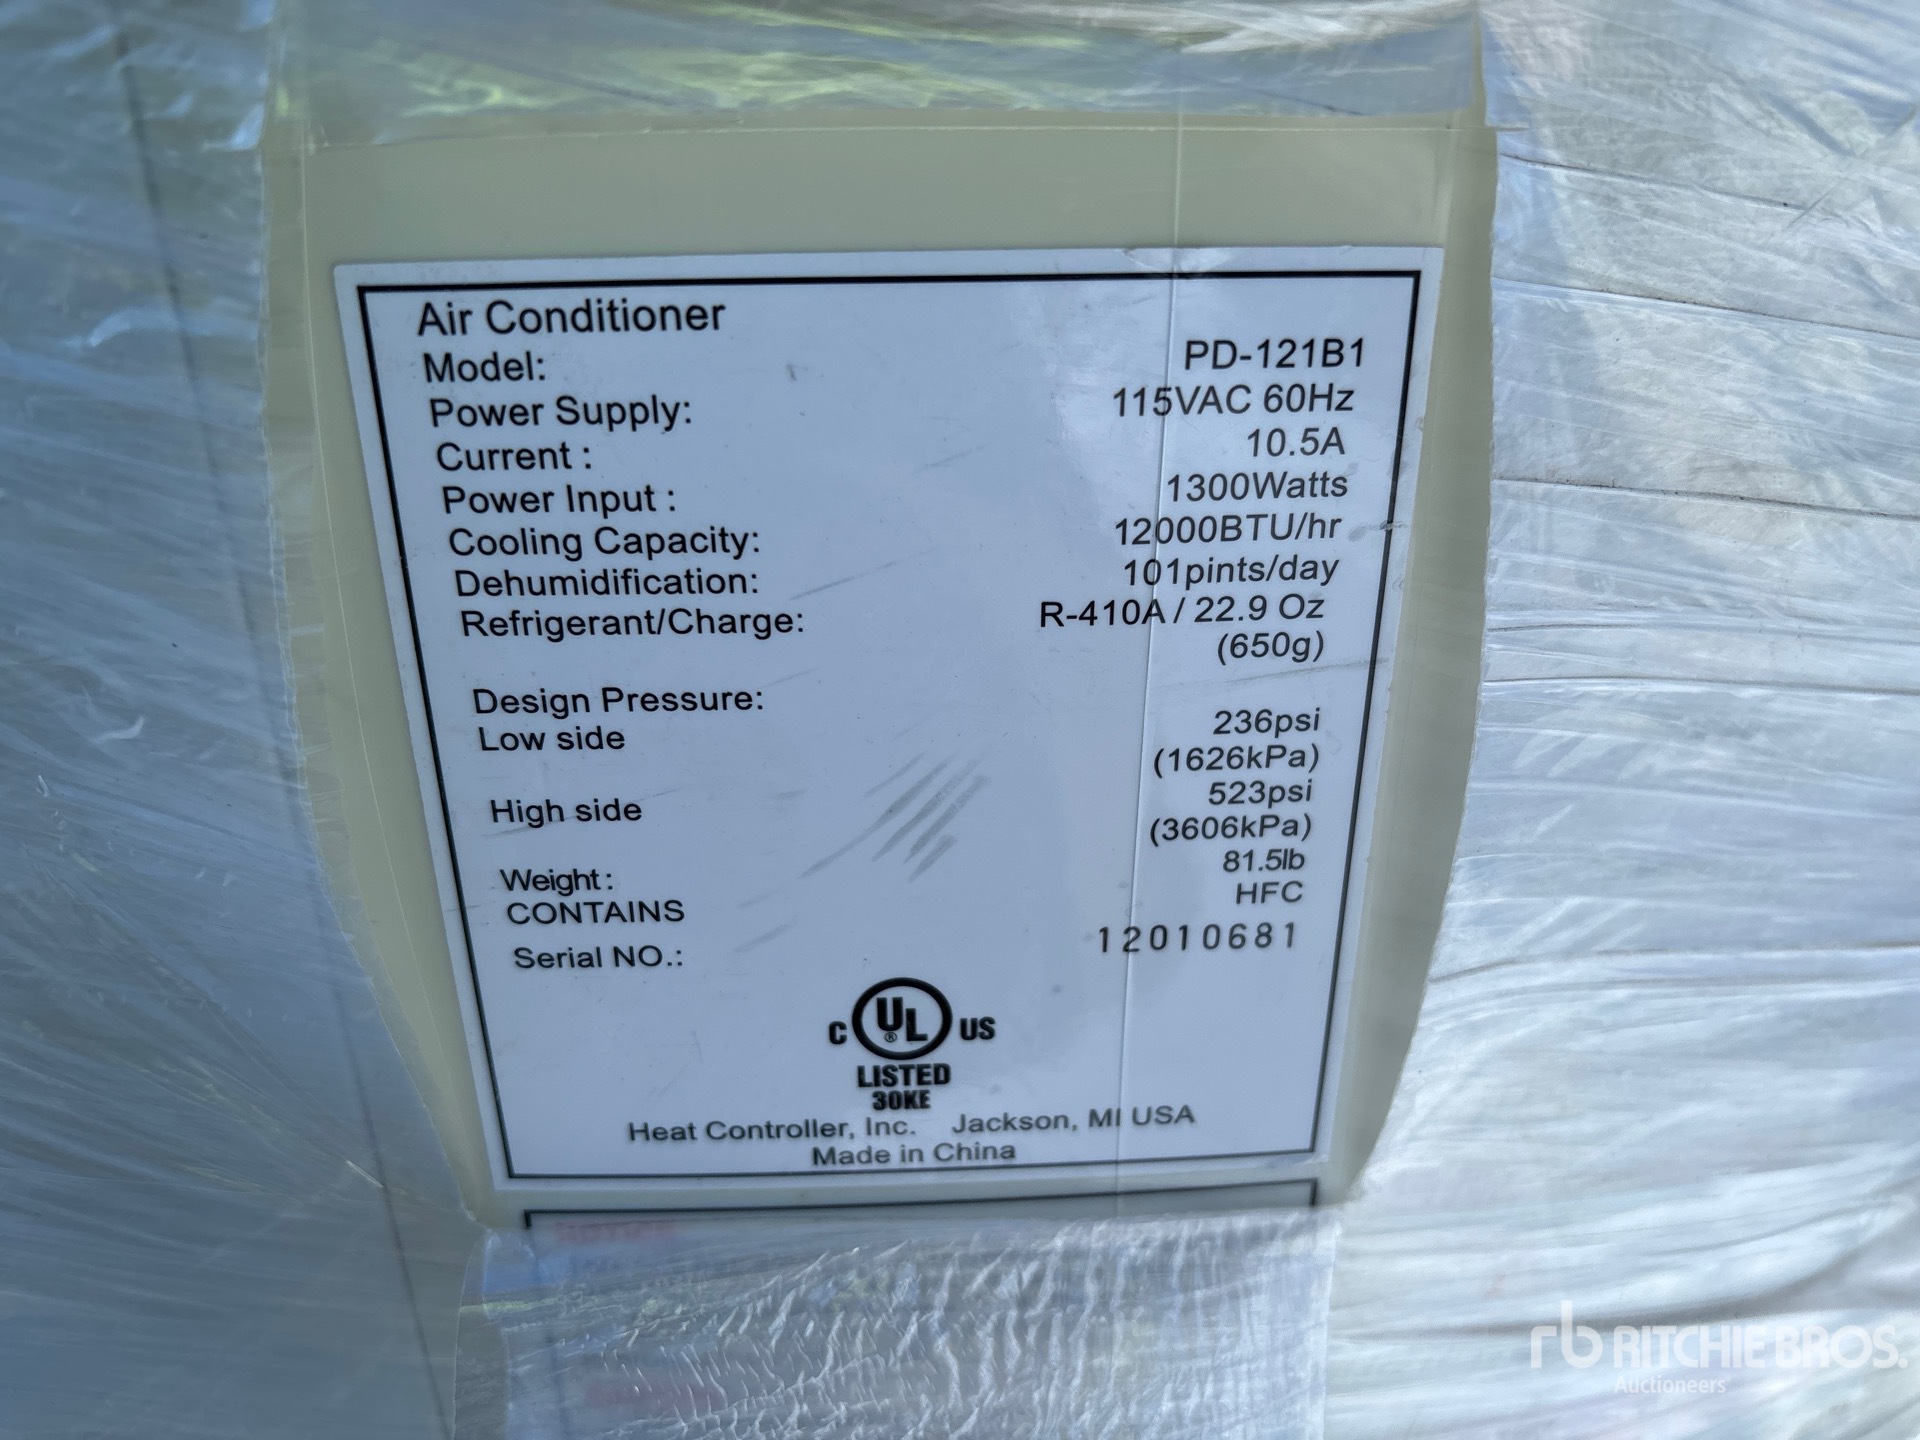 Air Conditioner
Model: PD-121B1
Power Supply: 115VAC 60Hz
Current : 10.5A
Power Input : 1300Watts
Cooling Capacity: 12000BTU/hr
Dehumidification: 101pints/day
Refrigerant/Charge: R-410A / 22.9 Oz
(650g)
Design Pressure:
Low side 236psi
(1626kPa)
High side 523psi
(3606kPa)
Weight: 81.5lb
CONTAINS HFC
Serial NO.: 12010681
C UL ® US
LISTED
30KE
Heat Controller, Inc. Jackson, MI USA
Made in China
rb RITCHIE BROS.
Auctioneers